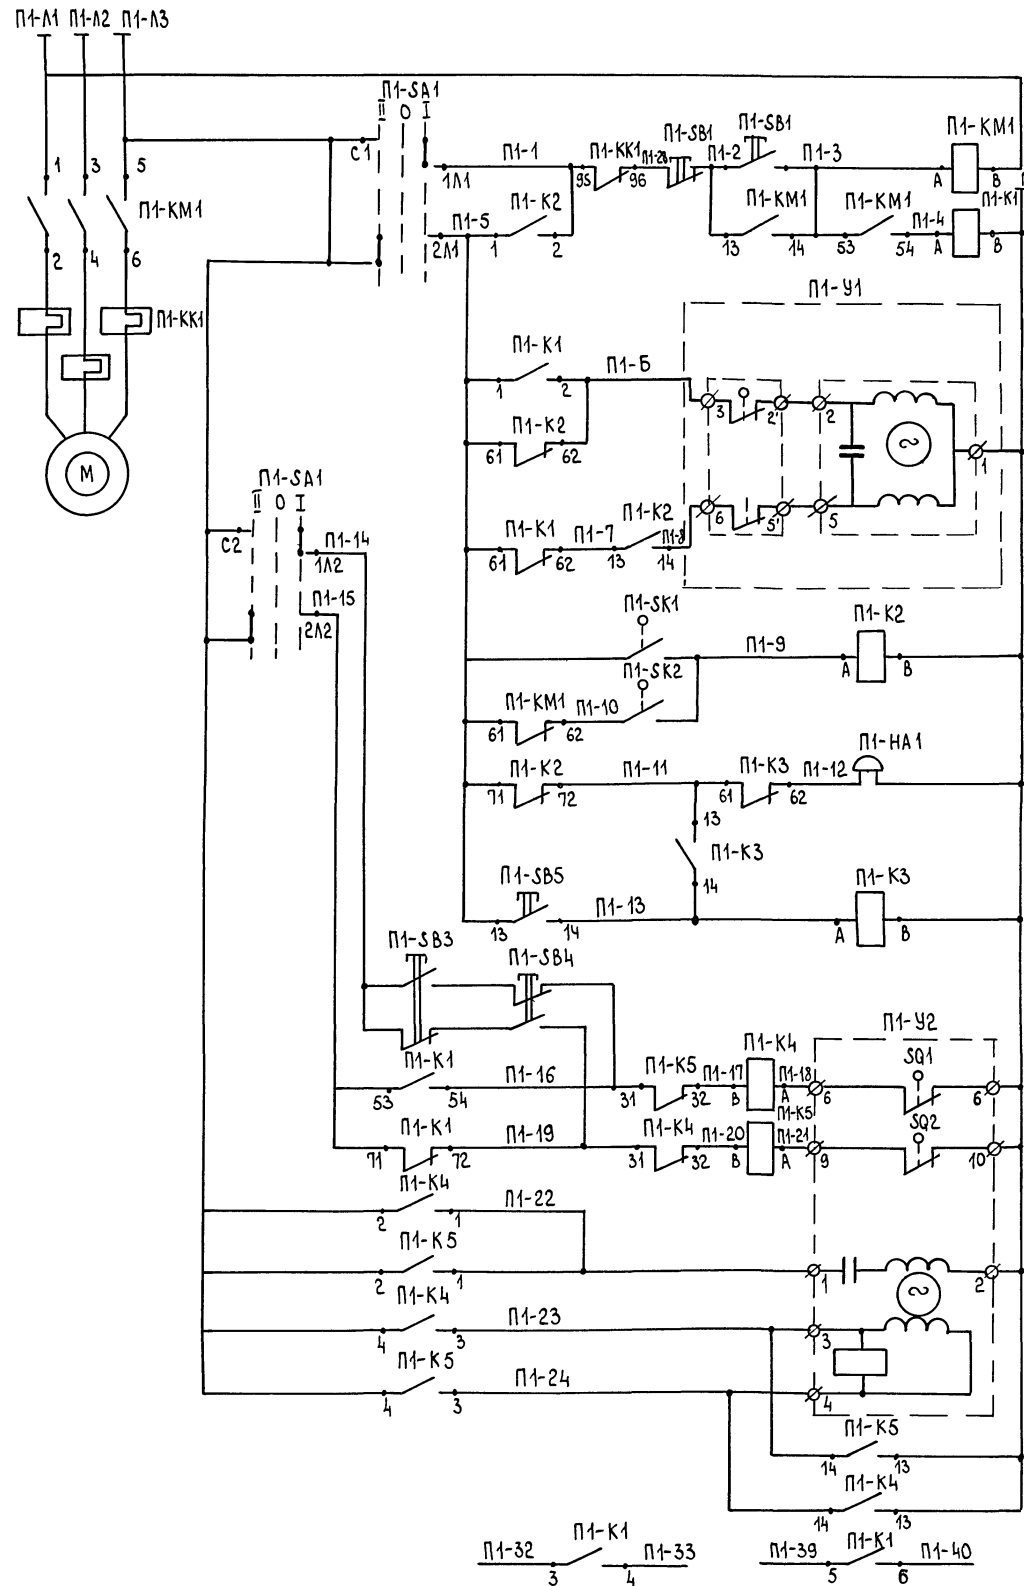 П1-Л1 П1-Л2 П1-Л3
П1-SA1
II O I
C1
1Л1
2Л1
1 3 5
П1-КМ1
2 4 6
П1-КК1
М
П1-1
П1-КК1
95 96
П1-SB1
П1-2
П1-SB1
П1-3
П1-КМ1
А В
П1-5
П1-К2
1 2
П1-КМ1
13 14
П1-КМ1
53 54
П1-4
П1-К1
А В
П1-У1
П1-К1
1 2
П1-Б
3 2' 2
П1-К2
61 62
1
П1-К1
61 62
П1-7
П1-К2
13 14
П1-8
6 5' 5
П1-SA1
II O I
C2
П1-14
1Л2
П1-15
2Л2
П1-SK1
П1-9
П1-К2
А В
П1-КМ1
61 62
П1-10
П1-SK2
П1-К2
71 72
П1-11
П1-К3
61 62
П1-12
П1-НА1
13
П1-К3
14
П1-SB5
13 14
П1-13
П1-К3
А В
П1-SB3
П1-SB4
П1-У2
П1-К1
53 54
П1-16
П1-К5
31 32
П1-17
П1-К4
В А
П1-18
6
SQ1
6
П1-К1
71 72
П1-19
П1-К4
31 32
П1-20
П1-К5
В А
П1-21
9
SQ2
10
П1-К4
2 1
П1-22
П1-К5
2 1
1 2
П1-К4
4 3
П1-23
3
П1-К5
4 3
П1-24
4
П1-К5
14 13
П1-К4
14 13
П1-32
П1-К1
3 4
П1-33
П1-39
П1-К1
5 6
П1-40